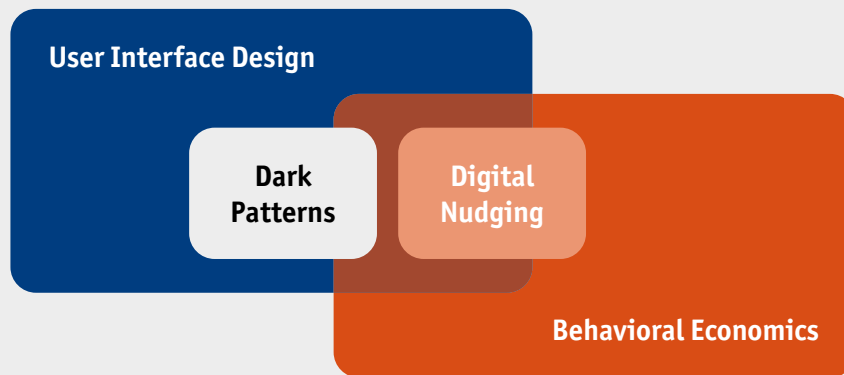 User Interface Design
Dark
Patterns
Digital
Nudging
Behavioral Economics